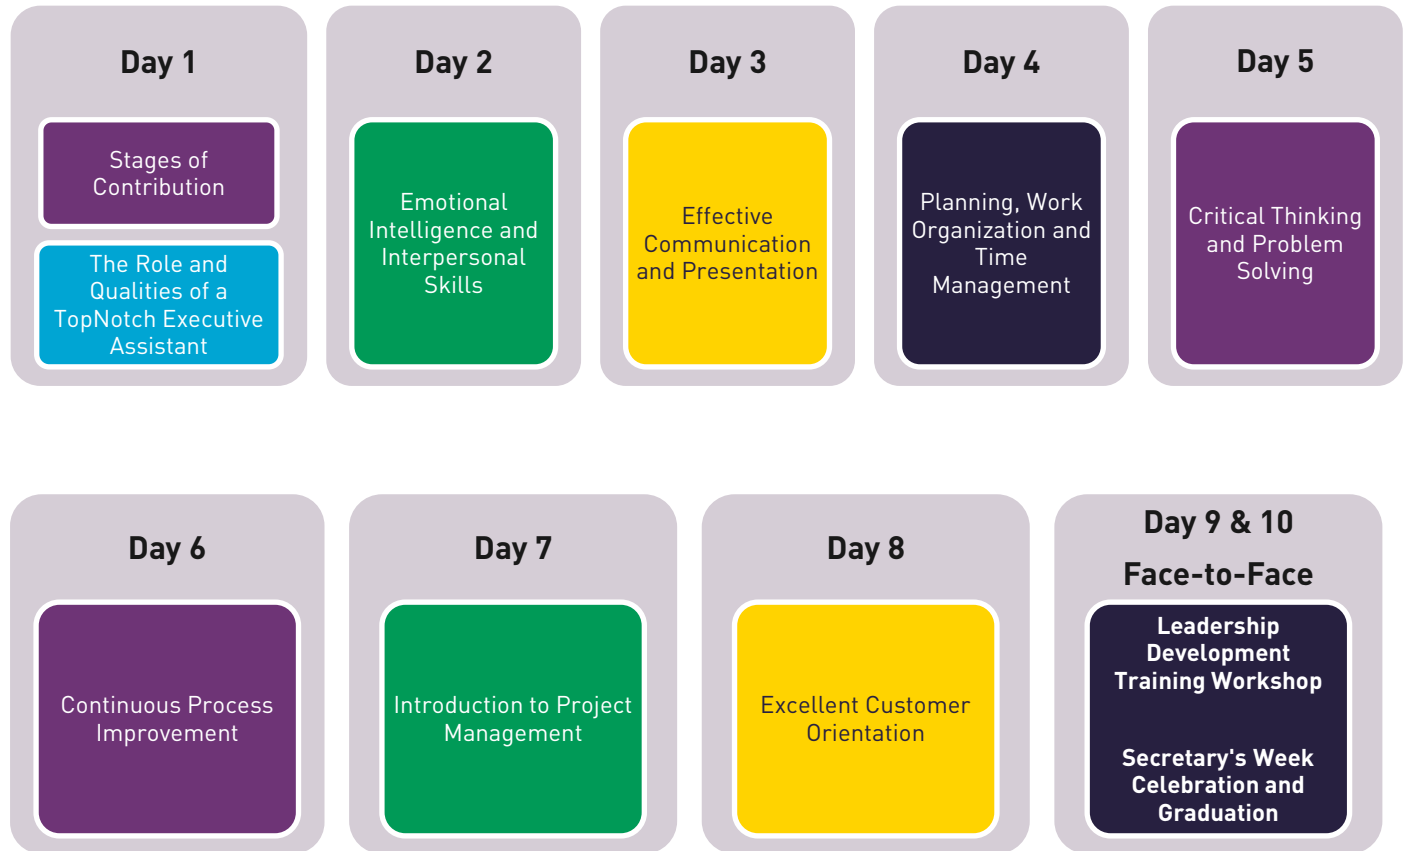 Day 1
Stages of
Contribution
The Role and
Qualities of a
TopNotch Executive
Assistant
Day 2
Emotional
Intelligence and
Interpersonal
Skills
Day 3
Effective
Communication
and Presentation
Day 4
Planning, Work
Organization and
Time
Management
Day 5
Critical Thinking
and Problem
Solving
Day 6
Continuous Process
Improvement
Day 7
Introduction to Project
Management
Day 8
Excellent Customer
Orientation
Day 9 & 10
Face-to-Face
Leadership
Development
Training Workshop
Secretary's Week
Celebration and
Graduation